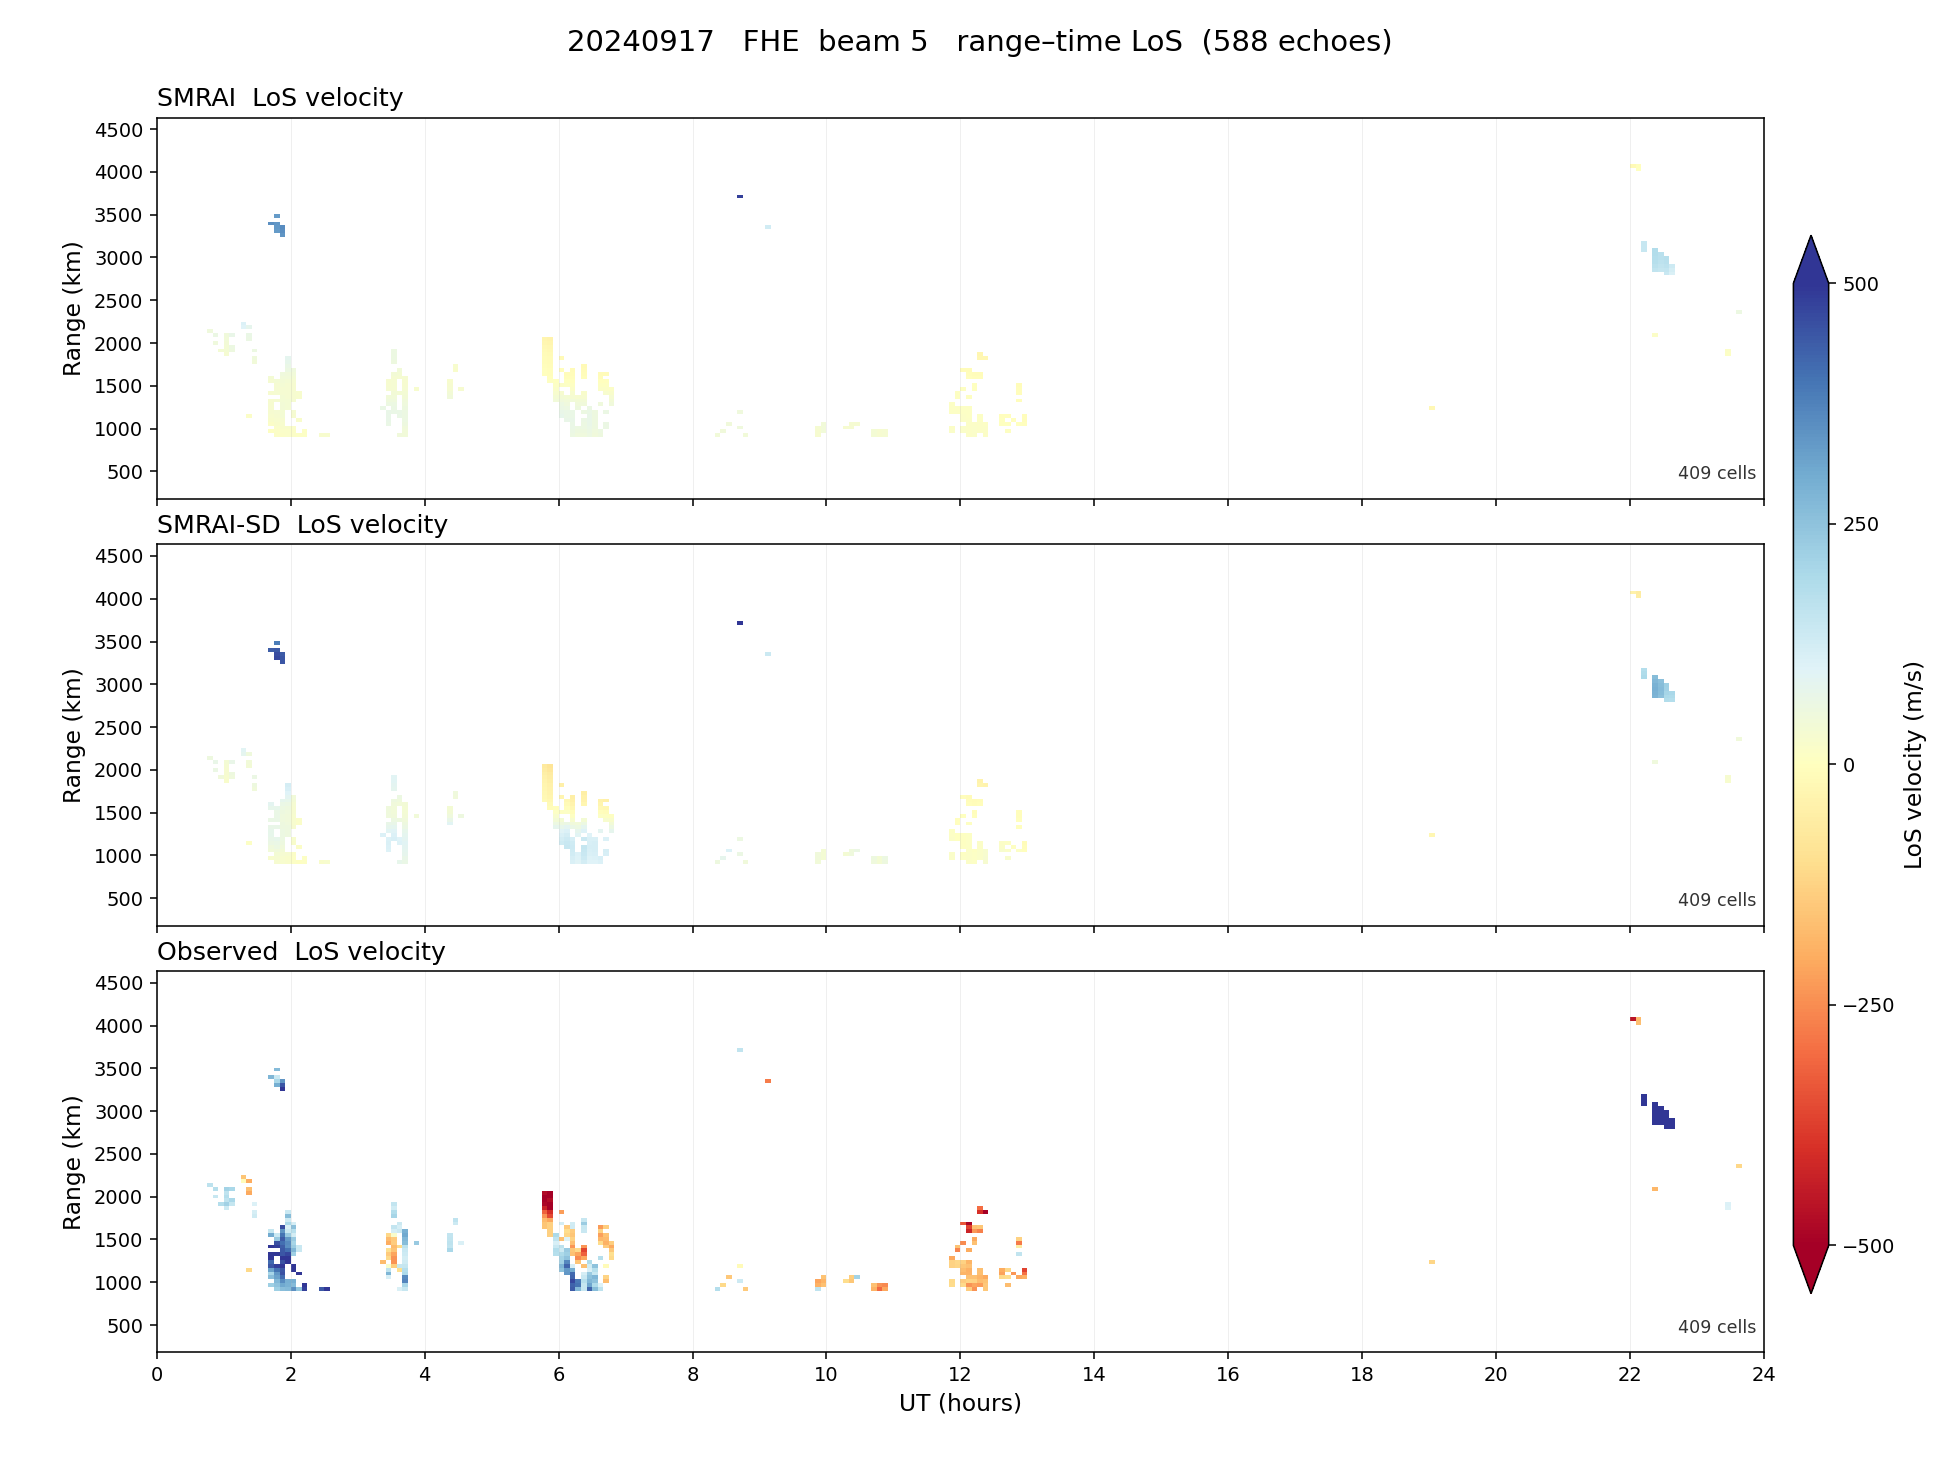 20240917   FHE  beam 5   range–time LoS  (588 echoes)
SMRAI  LoS velocity
4500
4000
3500
3000
2500
2000
1500
1000
500
Range (km)
409 cells
SMRAI-SD  LoS velocity
4500
4000
3500
3000
2500
2000
1500
1000
500
Range (km)
409 cells
Observed  LoS velocity
4500
4000
3500
3000
2500
2000
1500
1000
500
Range (km)
409 cells
0 2 4 6 8 10 12 14 16 18 20 22 24
UT (hours)
500
250
0
−250
−500
LoS velocity (m/s)